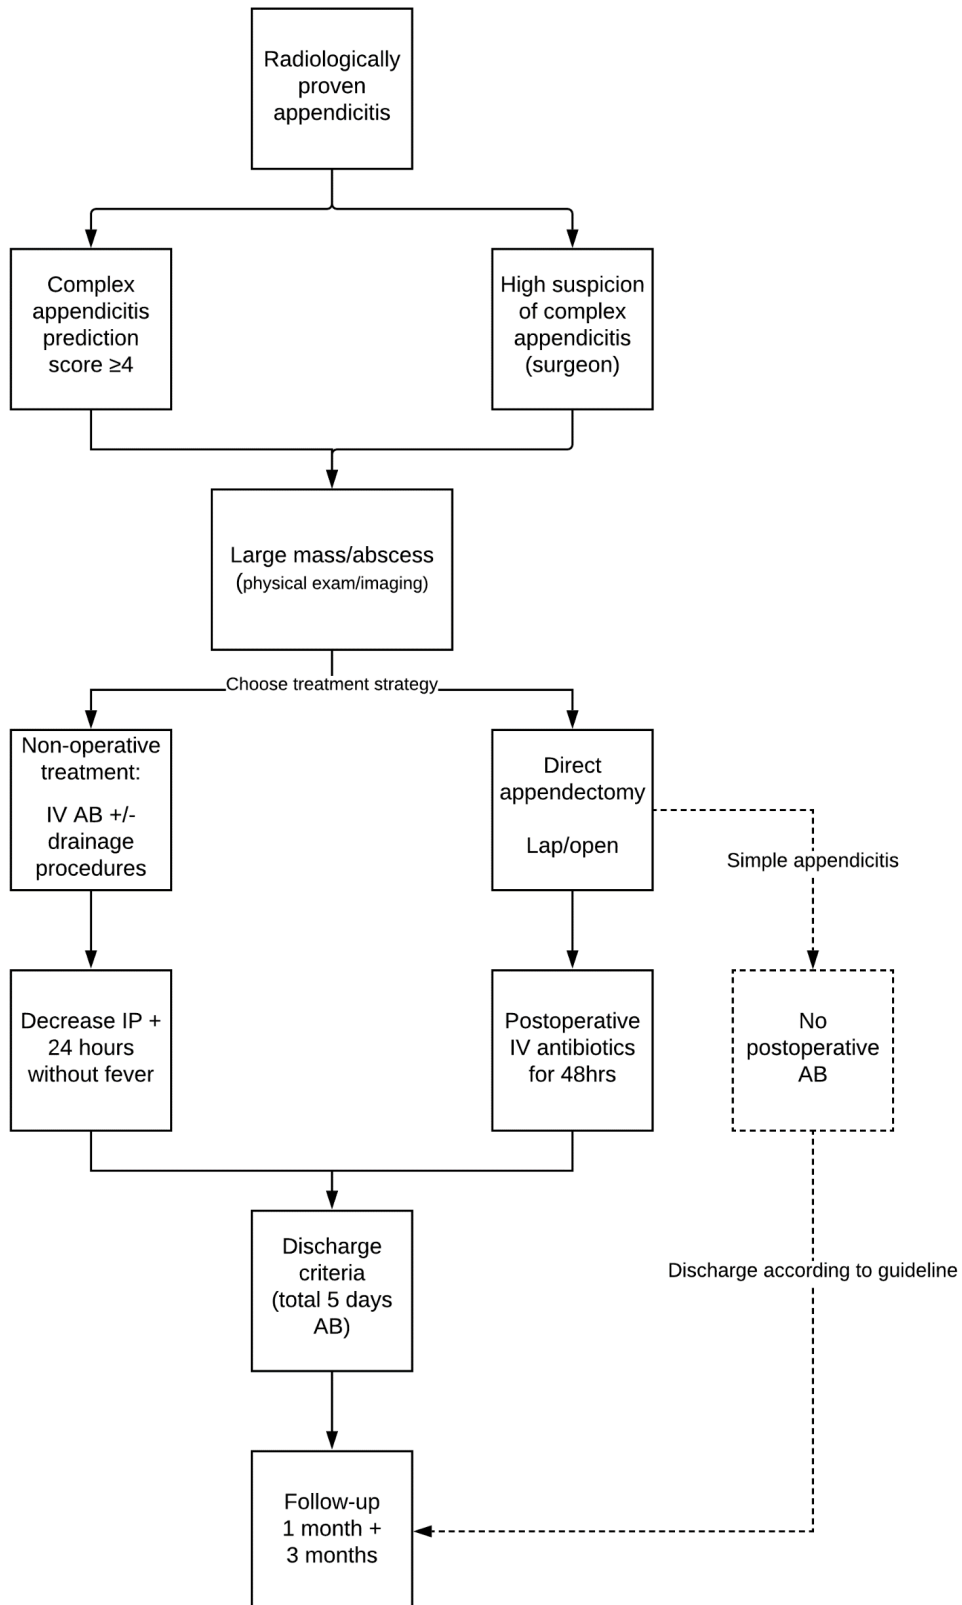 Radiologically
proven
appendicitis
Complex
appendicitis
prediction
score ≥4
High suspicion
of complex
appendicitis
(surgeon)
Large mass/abscess
(physical exam/imaging)
Choose treatment strategy
Non-operative
treatment:
IV AB +/-
drainage
procedures
Direct
appendectomy
Lap/open
Simple appendicitis
Decrease IP +
24 hours
without fever
Postoperative
IV antibiotics
for 48hrs
No
postoperative
AB
Discharge
criteria
(total 5 days
AB)
Discharge according to guideline
Follow-up
1 month +
3 months